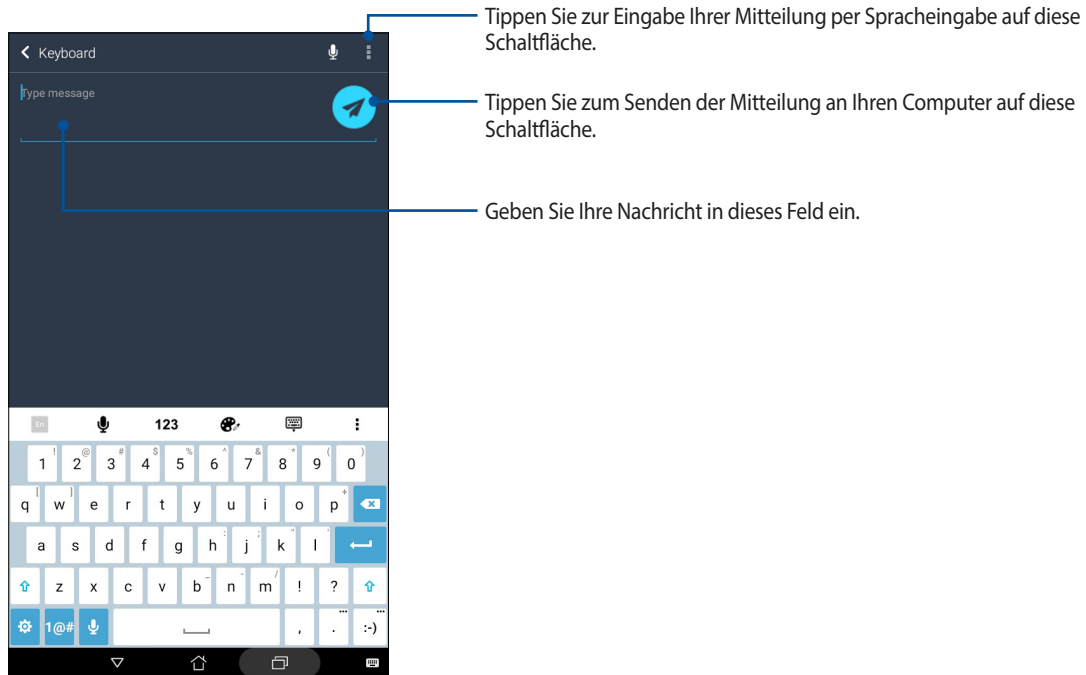 Tippen Sie zur Eingabe Ihrer Mitteilung per Spracheingabe auf diese
Schaltfläche.
Keyboard
Type message
Tippen Sie zum Senden der Mitteilung an Ihren Computer auf diese
Schaltfläche.
Geben Sie Ihre Nachricht in dieses Feld ein.
En 123
1 ! 2 @ 3 # 4 $ 5 % 6 ^ 7 & 8 * 9 ( 0 )
q [ w ] e r t y u i o p +
a s d f g h : j ; k " l '
z x c v b _ n - m / ! ?
1@# , . ... :-) ...